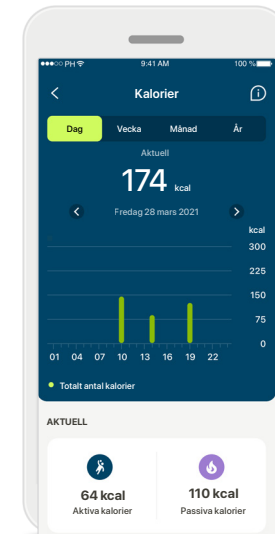 PH 9:41 AM 100 %
Kalorier
Dag Vecka Månad År
Aktuell
174 kcal
Fredag 28 mars 2021
kcal
300
225
150
75
0
01 04 07 10 13 16 19 22
Totalt antal kalorier
AKTUELL
64 kcal 110 kcal
Aktiva kalorier Passiva kalorier